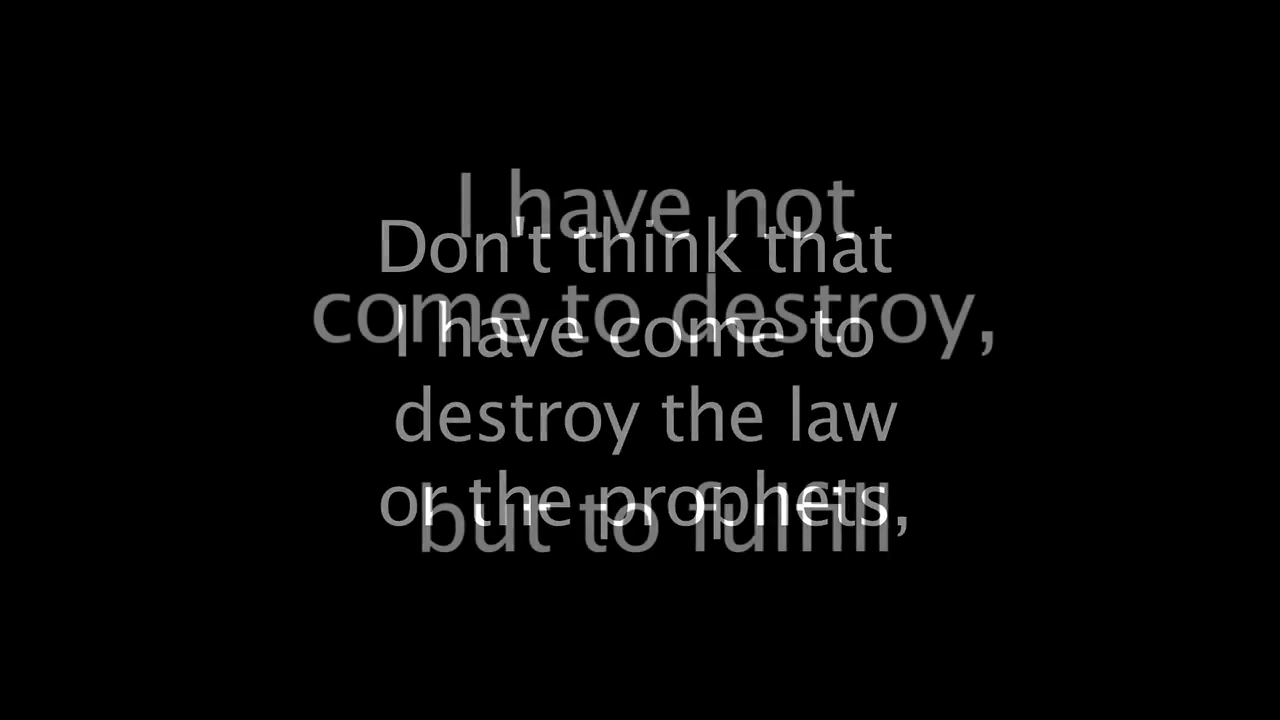 Don't think that
I have come to
destroy the law
or the prophets,
I have not
come to destroy,
but to fulfill